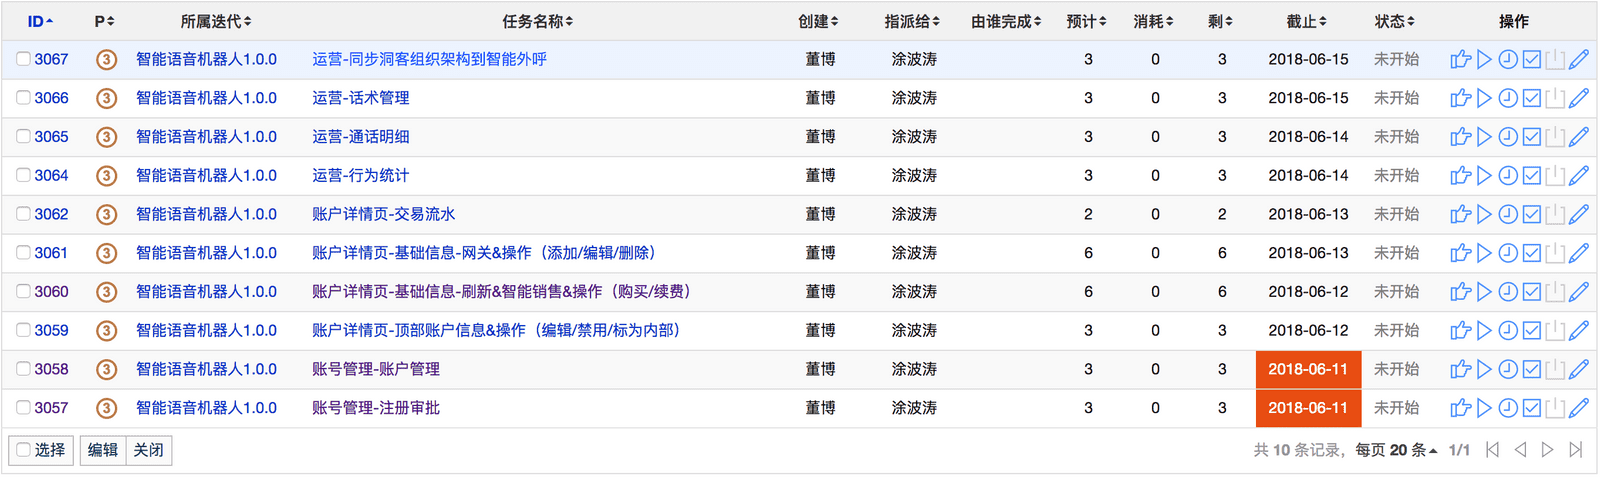 ID P 所属迭代 任务名称 创建 指派给 由谁完成 预计 消耗 剩 截止 状态 操作
3067 3 智能语音机器人1.0.0 运营-同步洞客组织架构到智能外呼 董博 涂波涛 3 0 3 2018-06-15 未开始
3066 3 智能语音机器人1.0.0 运营-话术管理 董博 涂波涛 3 0 3 2018-06-15 未开始
3065 3 智能语音机器人1.0.0 运营-通话明细 董博 涂波涛 3 0 3 2018-06-14 未开始
3064 3 智能语音机器人1.0.0 运营-行为统计 董博 涂波涛 3 0 3 2018-06-14 未开始
3062 3 智能语音机器人1.0.0 账户详情页-交易流水 董博 涂波涛 2 0 2 2018-06-13 未开始
3061 3 智能语音机器人1.0.0 账户详情页-基础信息-网关&操作（添加/编辑/删除） 董博 涂波涛 6 0 6 2018-06-13 未开始
3060 3 智能语音机器人1.0.0 账户详情页-基础信息-刷新&智能销售&操作（购买/续费） 董博 涂波涛 6 0 6 2018-06-12 未开始
3059 3 智能语音机器人1.0.0 账户详情页-顶部账户信息&操作（编辑/禁用/标为内部） 董博 涂波涛 3 0 3 2018-06-12 未开始
3058 3 智能语音机器人1.0.0 账号管理-账户管理 董博 涂波涛 3 0 3 2018-06-11 未开始
3057 3 智能语音机器人1.0.0 账号管理-注册审批 董博 涂波涛 3 0 3 2018-06-11 未开始
选择 编辑 关闭 共 10 条记录， 每页 20 条 1/1